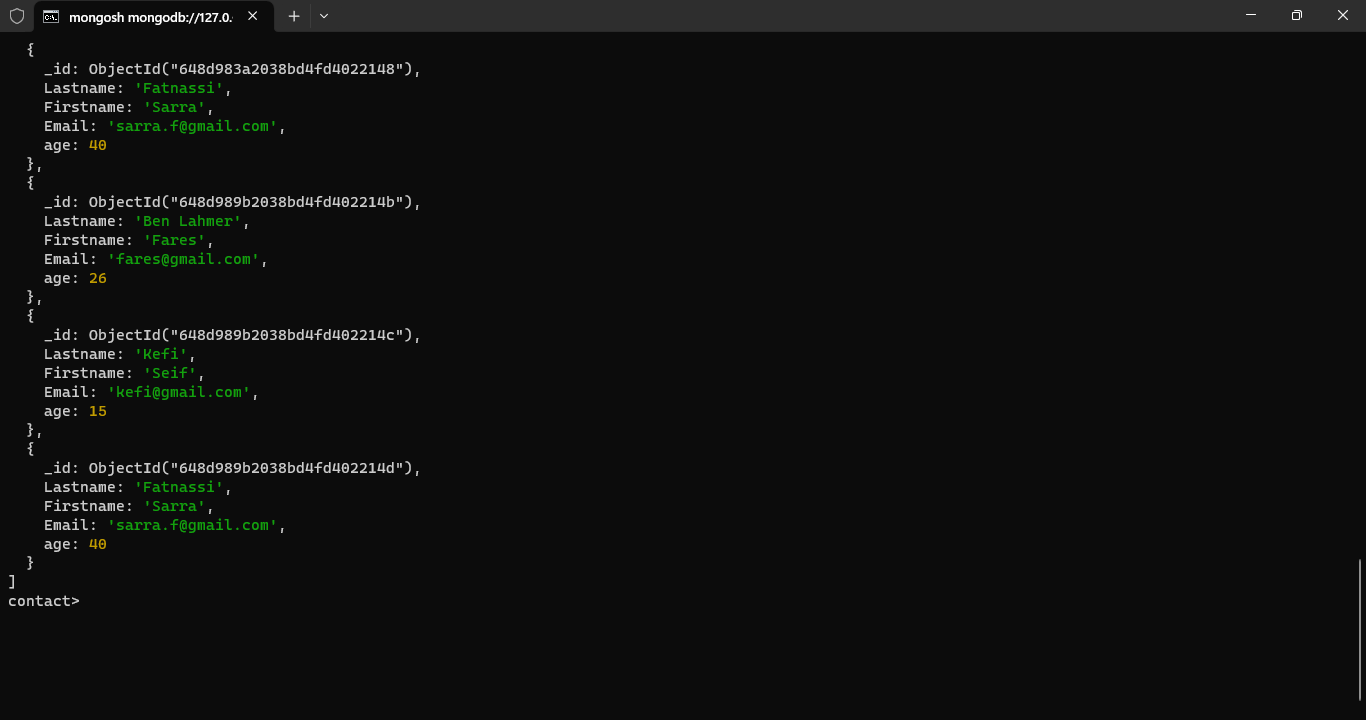 mongosh mongodb://127.0.
{
_id: ObjectId("648d983a2038bd4fd4022148"),
Lastname: 'Fatnassi',
Firstname: 'Sarra',
Email: 'sarra.f@gmail.com',
age: 40
},
{
_id: ObjectId("648d989b2038bd4fd402214b"),
Lastname: 'Ben Lahmer',
Firstname: 'Fares',
Email: 'fares@gmail.com',
age: 26
},
{
_id: ObjectId("648d989b2038bd4fd402214c"),
Lastname: 'Kefi',
Firstname: 'Seif',
Email: 'kefi@gmail.com',
age: 15
},
{
_id: ObjectId("648d989b2038bd4fd402214d"),
Lastname: 'Fatnassi',
Firstname: 'Sarra',
Email: 'sarra.f@gmail.com',
age: 40
}
]
contact>